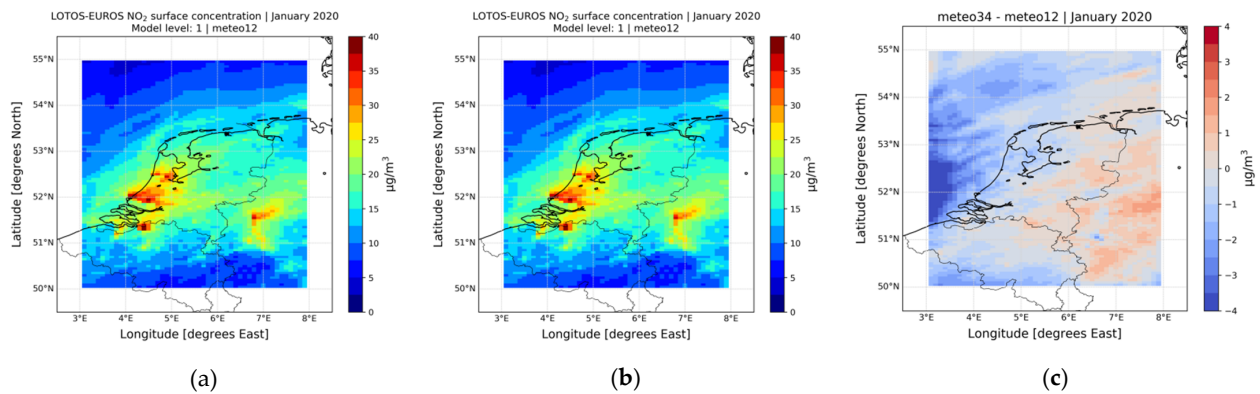 LOTOS-EUROS NO₂ surface concentration | January 2020
Model level: 1 | meteo12
55°N
54°N
53°N
52°N
51°N
50°N
3°E 4°E 5°E 6°E 7°E 8°E
Latitude [degrees North]
Longitude [degrees East]
40
35
30
25
20
15
10
5
0
μg/m³
(a)
LOTOS-EUROS NO₂ surface concentration | January 2020
Model level: 1 | meteo12
55°N
54°N
53°N
52°N
51°N
50°N
3°E 4°E 5°E 6°E 7°E 8°E
Latitude [degrees North]
Longitude [degrees East]
40
35
30
25
20
15
10
5
0
μg/m³
(b)
meteo34 - meteo12 | January 2020
55°N
54°N
53°N
52°N
51°N
50°N
3°E 4°E 5°E 6°E 7°E 8°E
Latitude [degrees North]
Longitude [degrees East]
4
3
2
1
0
−1
−2
−3
−4
μg/m³
(c)